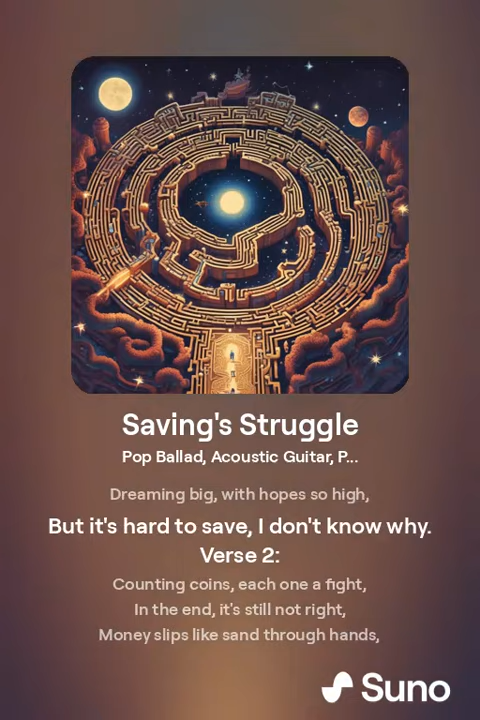 Saving's Struggle
Pop Ballad, Acoustic Guitar, P...
Dreaming big, with hopes so high,
But it's hard to save, I don't know why.
Verse 2:
Counting coins, each one a fight,
In the end, it's still not right,
Money slips like sand through hands,
Suno